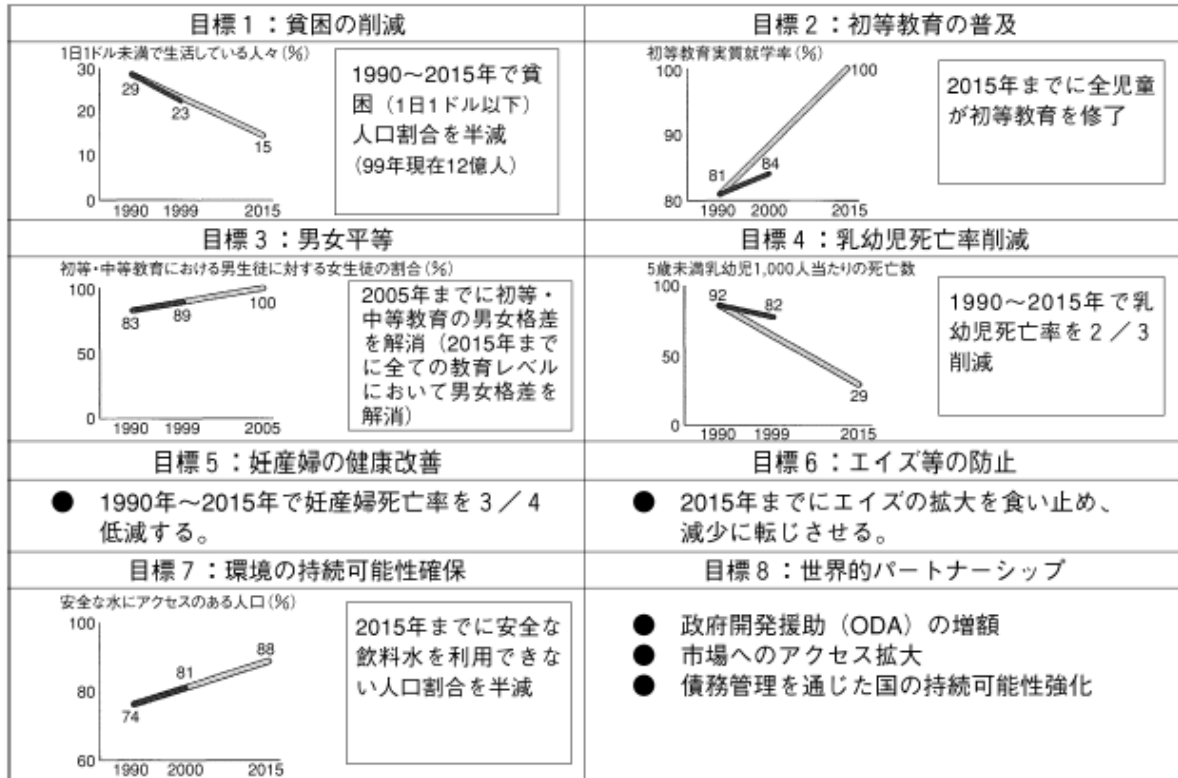 目標1：貧困の削減
1日1ドル未満で生活している人々(%)
30
20
10
0
29
23
15
1990 1999 2015
1990～2015年で貧
困（1日1ドル以下）
人口割合を半減
（99年現在12億人）
目標2：初等教育の普及
初等教育実質就学率(%)
100
90
80
81
84
100
1990 2000 2015
2015年までに全児童
が初等教育を修了
目標3：男女平等
初等・中等教育における男生徒に対する女生徒の割合(%)
100
50
0
83
89
100
1990 1999 2005
2005年までに初等・
中等教育の男女格差
を解消（2015年まで
に全ての教育レベル
において男女格差を
解消）
目標4：乳幼児死亡率削減
5歳未満乳幼児1,000人当たりの死亡数
100
50
0
92
82
29
1990 1999 2015
1990～2015年で乳
幼児死亡率を2／3
削減
目標5：妊産婦の健康改善
● 1990年～2015年で妊産婦死亡率を3／4
低減する。
目標6：エイズ等の防止
● 2015年までにエイズの拡大を食い止め、
減少に転じさせる。
目標7：環境の持続可能性確保
安全な水にアクセスのある人口(%)
100
80
60
74
81
88
1990 2000 2015
2015年までに安全な
飲料水を利用できな
い人口割合を半減
目標8：世界的パートナーシップ
● 政府開発援助（ODA）の増額
● 市場へのアクセス拡大
● 債務管理を通じた国の持続可能性強化